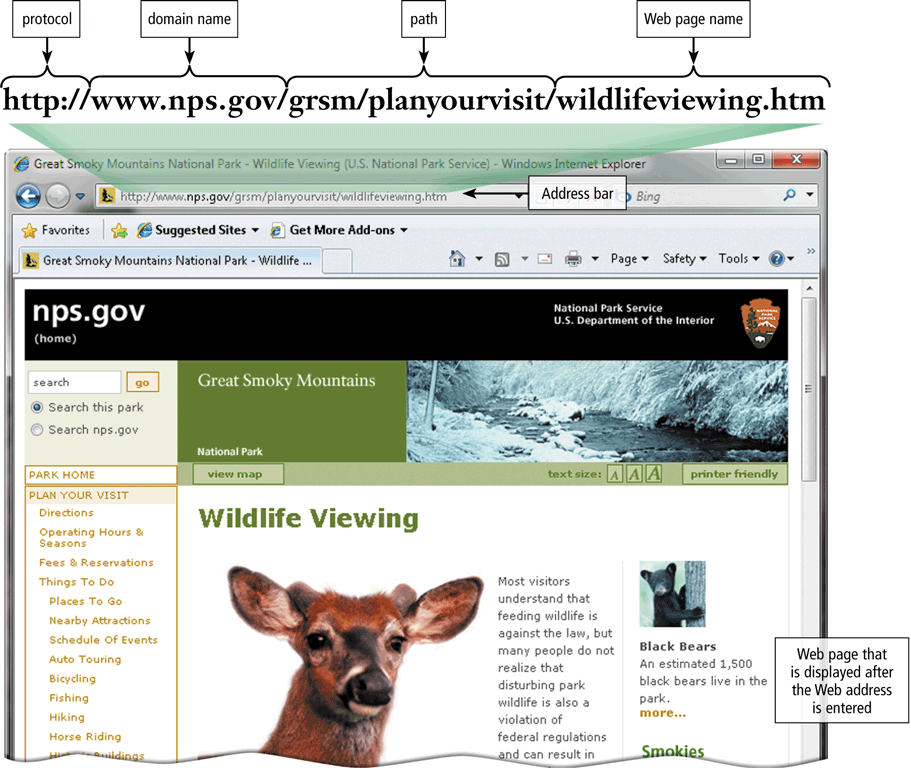 protocol
domain name
path
Web page name
http://www.nps.gov/grsm/planyourvisit/wildlifeviewing.htm
Great Smoky Mountains National Park - Wildlife Viewing (U.S. National Park Service) - Windows Internet Explorer
http://www.nps.gov/grsm/planyourvisit/wildlifeviewing.htm
Address bar
Bing
Favorites
Suggested Sites
Get More Add-ons
Great Smoky Mountains National Park - Wildlife ...
Page
Safety
Tools
nps.gov
(home)
National Park Service
U.S. Department of the Interior
search
go
Search this park
Search nps.gov
Great Smoky Mountains
National Park
view map
text size: A A A
printer friendly
PARK HOME
PLAN YOUR VISIT
Directions
Operating Hours &
Seasons
Fees & Reservations
Things To Do
Places To Go
Nearby Attractions
Schedule Of Events
Auto Touring
Bicycling
Fishing
Hiking
Horse Riding
Historic Buildings
Wildlife Viewing
Most visitors
understand that
feeding wildlife is
against the law, but
many people do not
realize that
disturbing park
wildlife is also a
violation of
federal regulations
and can result in
Black Bears
An estimated 1,500
black bears live in the
park.
more...
Smokies
Web page that
is displayed after
the Web address
is entered